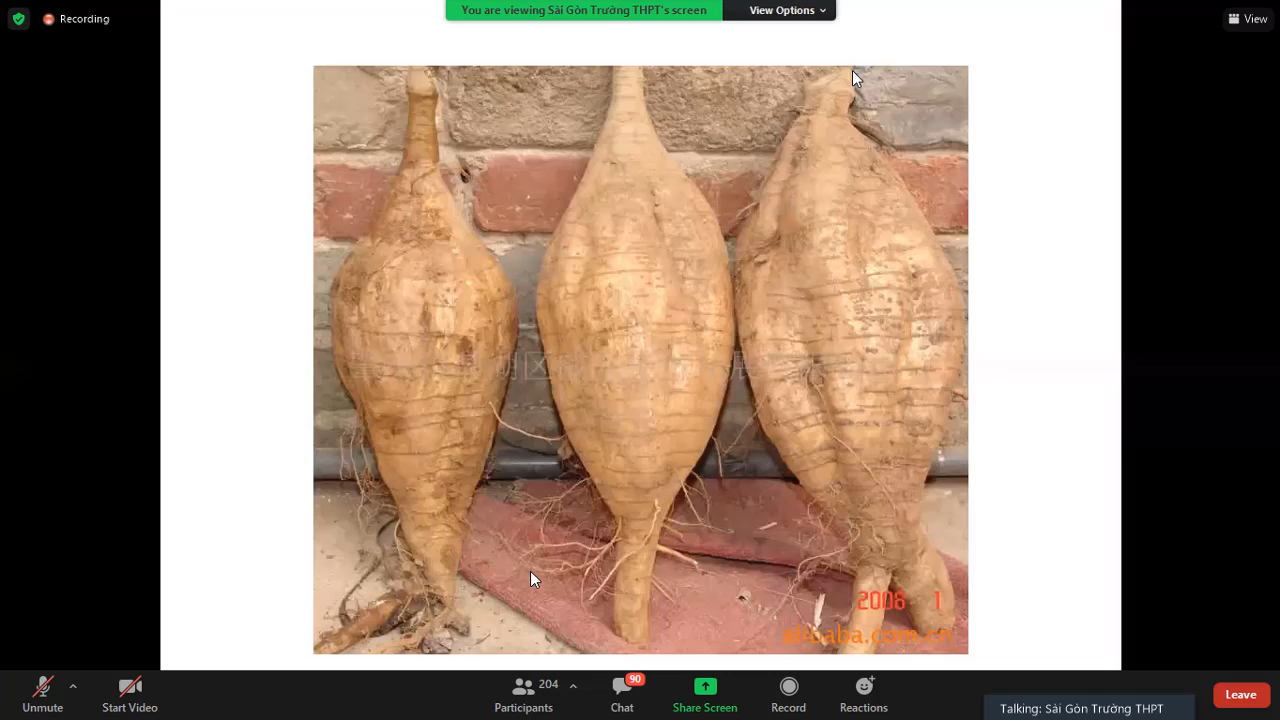 You are viewing Sài Gòn Trường THPT's screen
View Options
Recording
View
2008 1
alibaba.com.cn
Unmute
Start Video
204
Participants
90
Chat
Share Screen
Record
Reactions
Talking: Sài Gòn Trường THPT
Leave